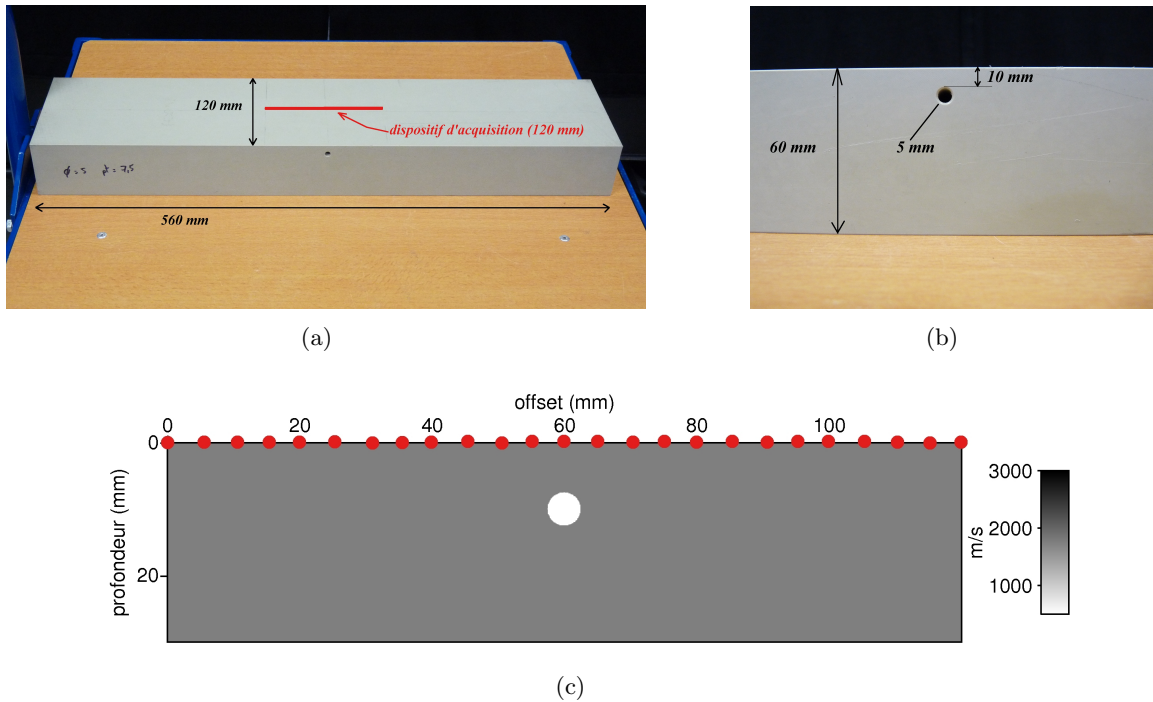 120 mm
dispositif d'acquisition (120 mm)
ϕ = 5
560 mm
10 mm
5 mm
60 mm
(a)
(b)
offset (mm)
0 20 40 60 80 100
0
20
profondeur (mm)
3000
2000
1000
m/s
(c)